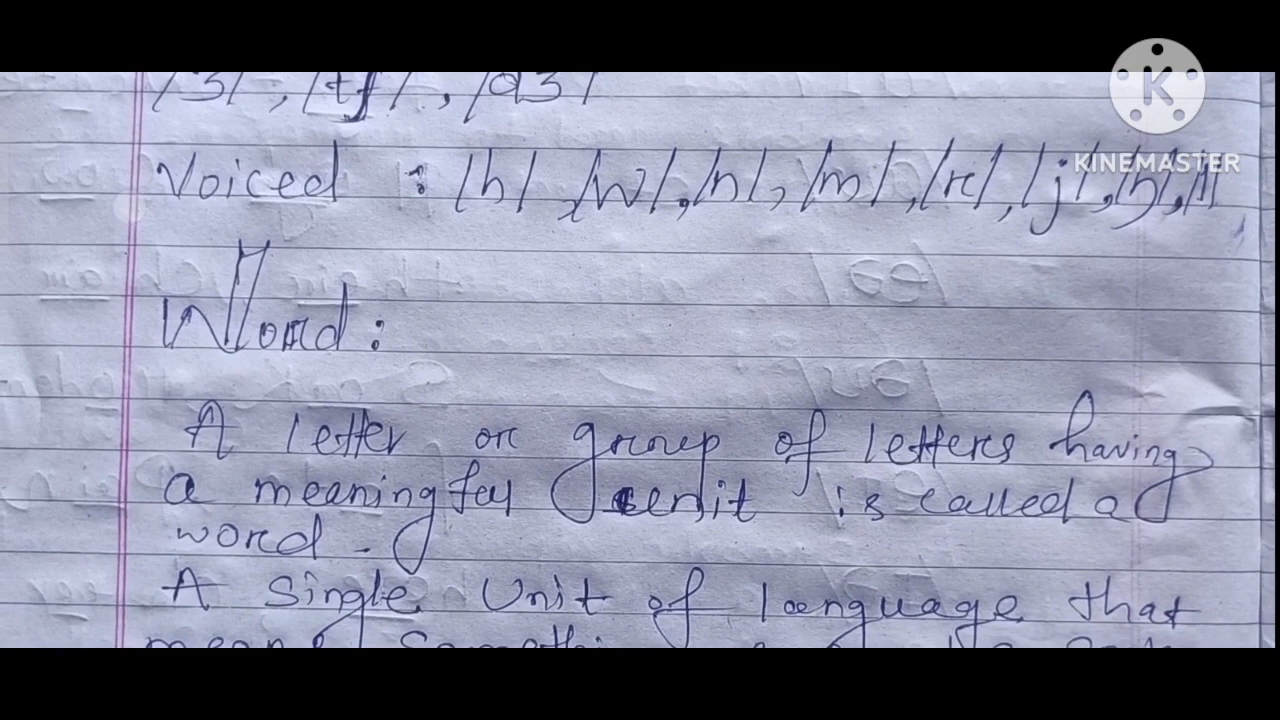 /ʒ/, /tʃ/, /dʒ/
Voiced : /h/, /w/, /n/, /m/, /r/, /j/, /ŋ/, /l
Word:
A letter or group of letters having
a meaningful unit is called a
word.
A single unit of language that
means
KINEMASTER